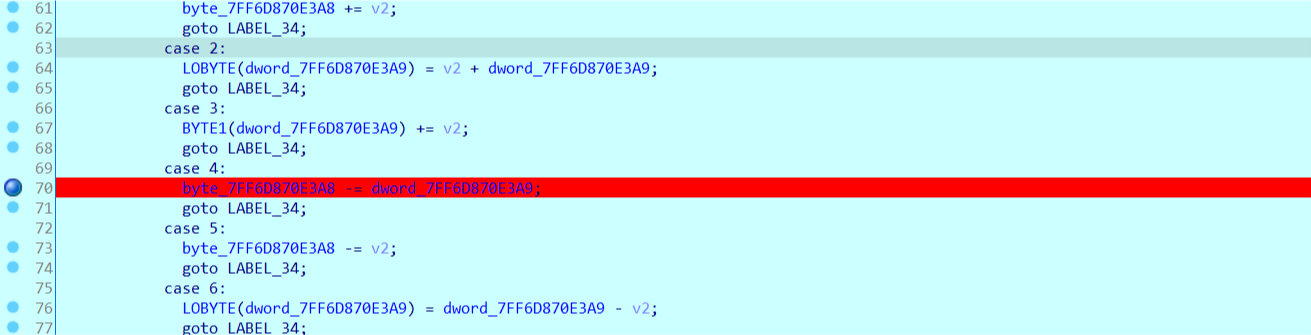 61 byte_7FF6D870E3A8 += v2;
62 goto LABEL_34;
63 case 2:
64 LOBYTE(dword_7FF6D870E3A9) = v2 + dword_7FF6D870E3A9;
65 goto LABEL_34;
66 case 3:
67 BYTE1(dword_7FF6D870E3A9) += v2;
68 goto LABEL_34;
69 case 4:
70 byte_7FF6D870E3A8 -= dword_7FF6D870E3A9;
71 goto LABEL_34;
72 case 5:
73 byte_7FF6D870E3A8 -= v2;
74 goto LABEL_34;
75 case 6:
76 LOBYTE(dword_7FF6D870E3A9) = dword_7FF6D870E3A9 - v2;
77 goto LABEL_34;